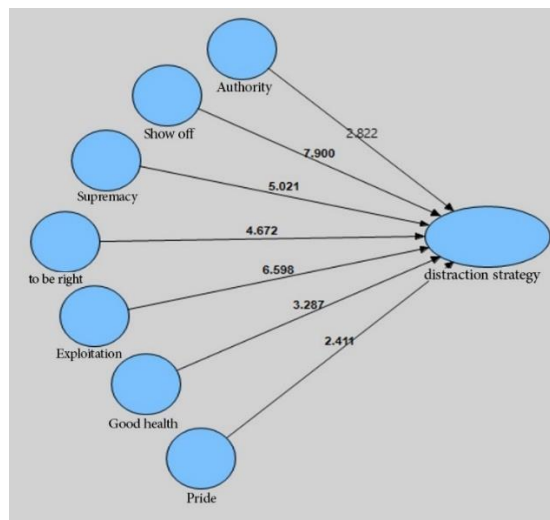 Authority
2.822
Show off
7.900
Supremacy
5.021
to be right
4.672
distraction strategy
Exploitation
6.598
Good health
3.287
Pride
2.411